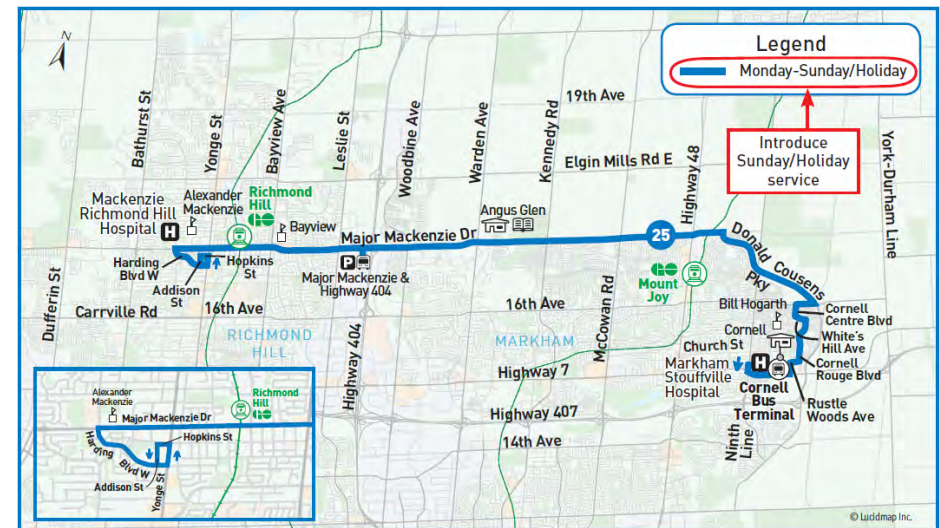 N
Legend
Monday-Sunday/Holiday
Introduce
Sunday/Holiday
service
Dufferin St
Bathurst St
Yonge St
Bayview Ave
Leslie St
Woodbine Ave
Warden Ave
Kennedy Rd
19th Ave
Elgin Mills Rd E
Highway 48
York-Durham Line
Mackenzie
Richmond Hill
Hospital
H
Alexander
Mackenzie
Richmond
Hill
Bayview
Major Mackenzie Dr
Angus Glen
25
Donald Cousens
Pky
Harding
Blvd W
Hopkins
St
Addison
St
P
Major Mackenzie &
Highway 404
Carrville Rd
16th Ave
16th Ave
Mount
Joy
McCowan Rd
RICHMOND
HILL
MARKHAM
Highway 404
Highway 7
Highway 407
14th Ave
Bill Hogarth
Cornell
Church St
Markham
Stouffville
Hospital
H
Cornell
Bus
Terminal
Cornell
Centre Blvd
White's
Hill Ave
Cornell
Rouge Blvd
Rustle
Woods Ave
Ninth
Line
Alexander
Mackenzie
Major Mackenzie Dr
Richmond
Hill
Harding
Blvd W
Hopkins St
Addison St
Yonge St
© Lucidmap Inc.